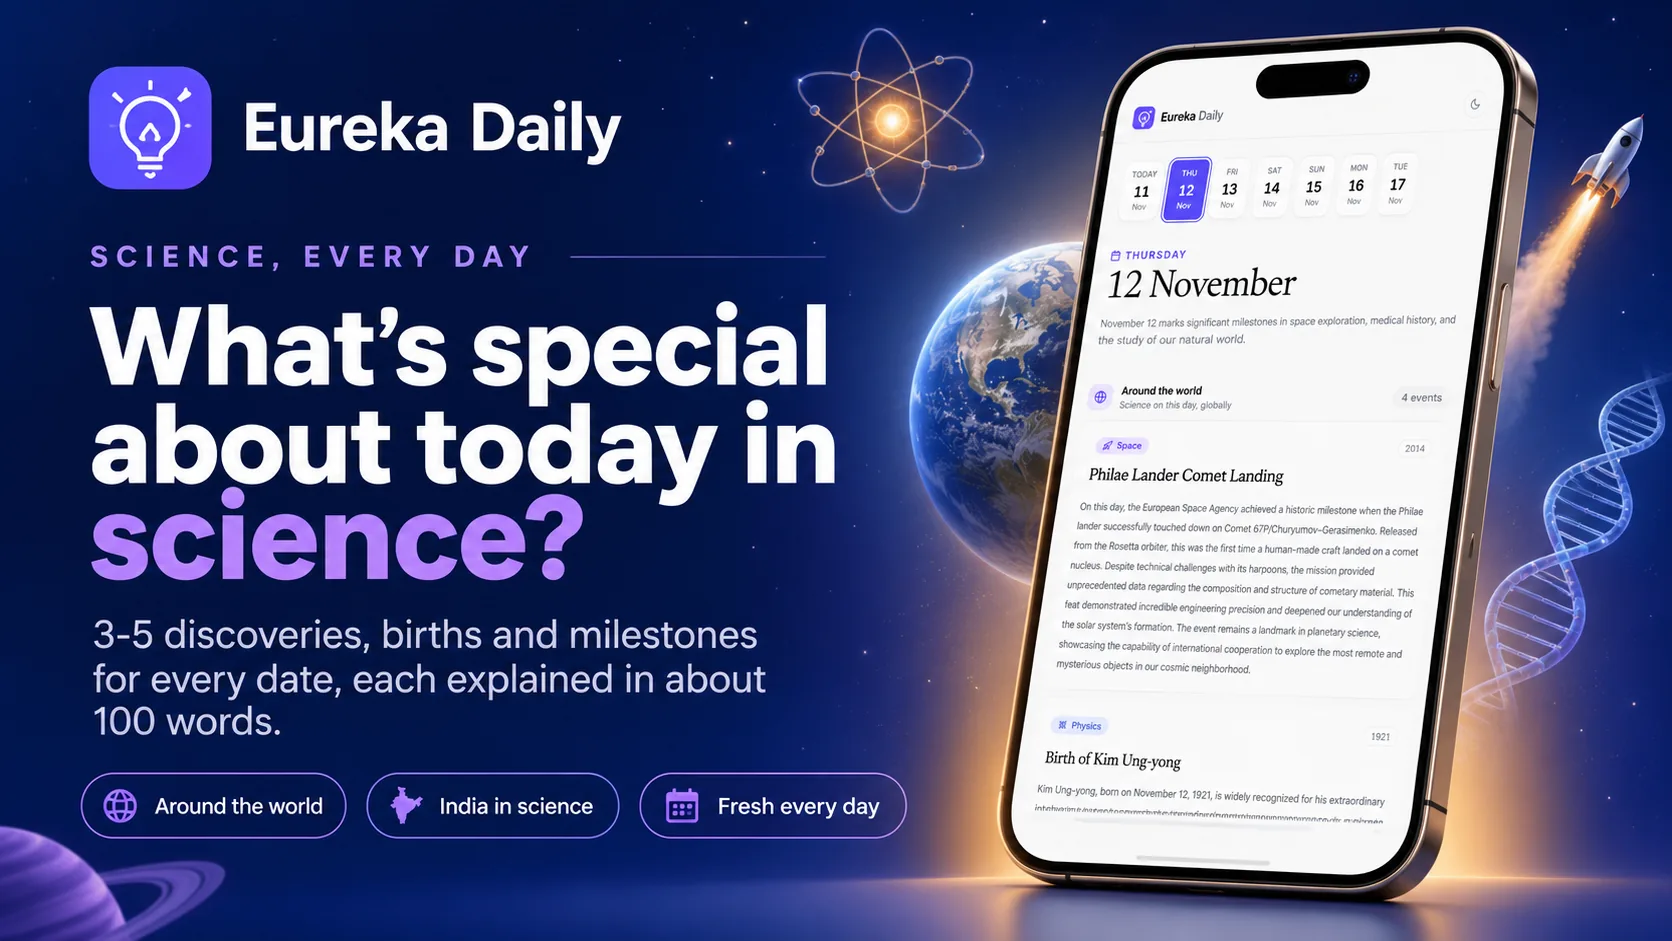 Eureka Daily
SCIENCE, EVERY DAY
What's special
about today in
science?
3-5 discoveries, births and milestones
for every date, each explained in about
100 words.
Around the world
India in science
Fresh every day
Eureka Daily
TODAY
11
Nov
THU
12
Nov
FRI
13
Nov
SAT
14
Nov
SUN
15
Nov
MON
16
Nov
TUE
17
Nov
THURSDAY
12 November
November 12 marks significant milestones in space exploration, medical history, and
the study of our natural world.
Around the world
Science on this day, globally
4 events
Space
2014
Philae Lander Comet Landing
On this day, the European Space Agency achieved a historic milestone when the Philae
lander successfully touched down on Comet 67P/Churyumov–Gerasimenko. Released
from the Rosetta orbiter, this was the first time a human-made craft landed on a comet
nucleus. Despite technical challenges with its harpoons, the mission provided
unprecedented data regarding the composition and structure of cometary material. This
feat demonstrated incredible engineering precision and deepened our understanding of
the solar system's formation. The event remains a landmark in planetary science,
showcasing the capability of international cooperation to explore the most remote and
mysterious objects in our cosmic neighborhood.
Physics
1921
Birth of Kim Ung-yong
Kim Ung-yong, born on November 12, 1921, is widely recognized for his extraordinary